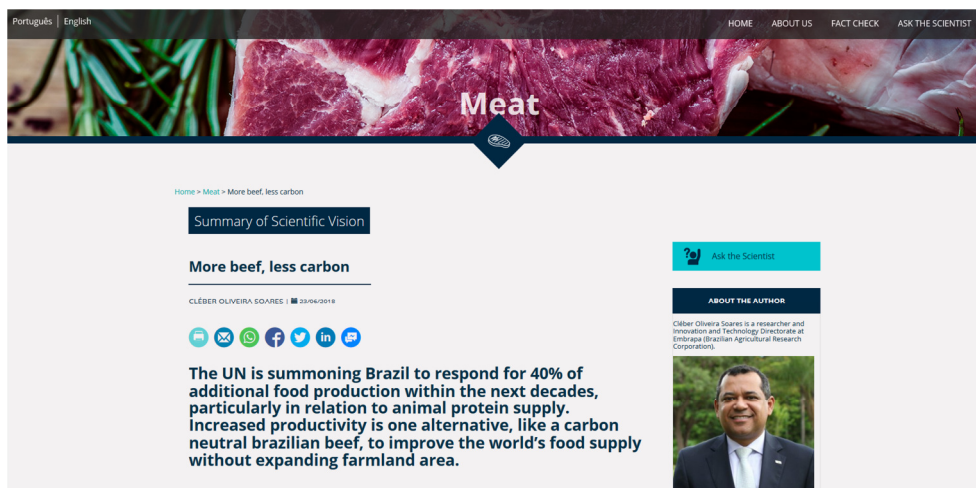 Português | English
HOME ABOUT US FACT CHECK ASK THE SCIENTIST
Meat
Home > Meat > More beef, less carbon
Summary of Scientific Vision
More beef, less carbon
CLÉBER OLIVEIRA SOARES | 23/06/2018
The UN is summoning Brazil to respond for 40% of
additional food production within the next decades,
particularly in relation to animal protein supply.
Increased productivity is one alternative, like a carbon
neutral brazilian beef, to improve the world's food supply
without expanding farmland area.
Ask the Scientist
ABOUT THE AUTHOR
Cléber Oliveira Soares is a researcher and
Innovation and Technology Directorate at
Embrapa (Brazilian Agricultural Research
Corporation).